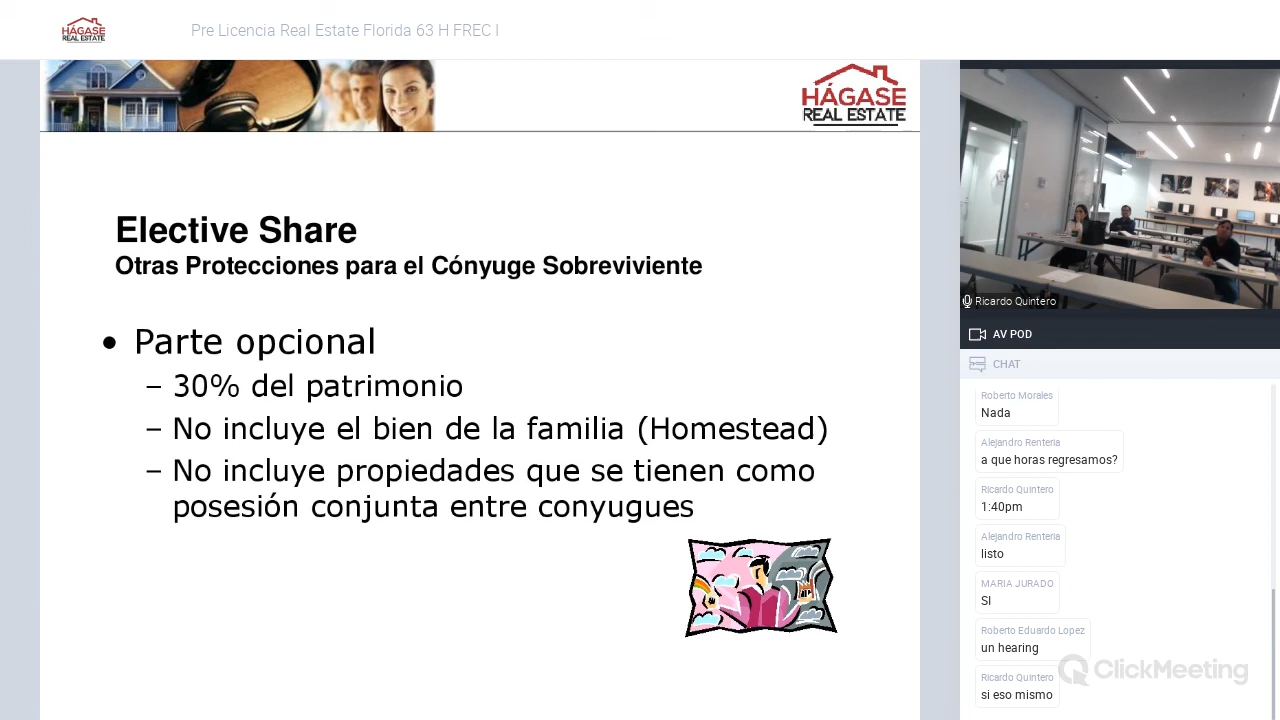 HÁGASE
REAL ESTATE
Pre Licencia Real Estate Florida 63 H FREC I
HÁGASE
REAL ESTATE
Elective Share
Otras Protecciones para el Cónyuge Sobreviviente
• Parte opcional
– 30% del patrimonio
– No incluye el bien de la familia (Homestead)
– No incluye propiedades que se tienen como
posesión conjunta entre conyugues
Ricardo Quintero
AV POD
CHAT
Roberto Morales
Nada
Alejandro Renteria
a que horas regresamos?
Ricardo Quintero
1:40pm
Alejandro Renteria
listo
MARIA JURADO
SI
Roberto Eduardo Lopez
un hearing
Ricardo Quintero
si eso mismo
ClickMeeting